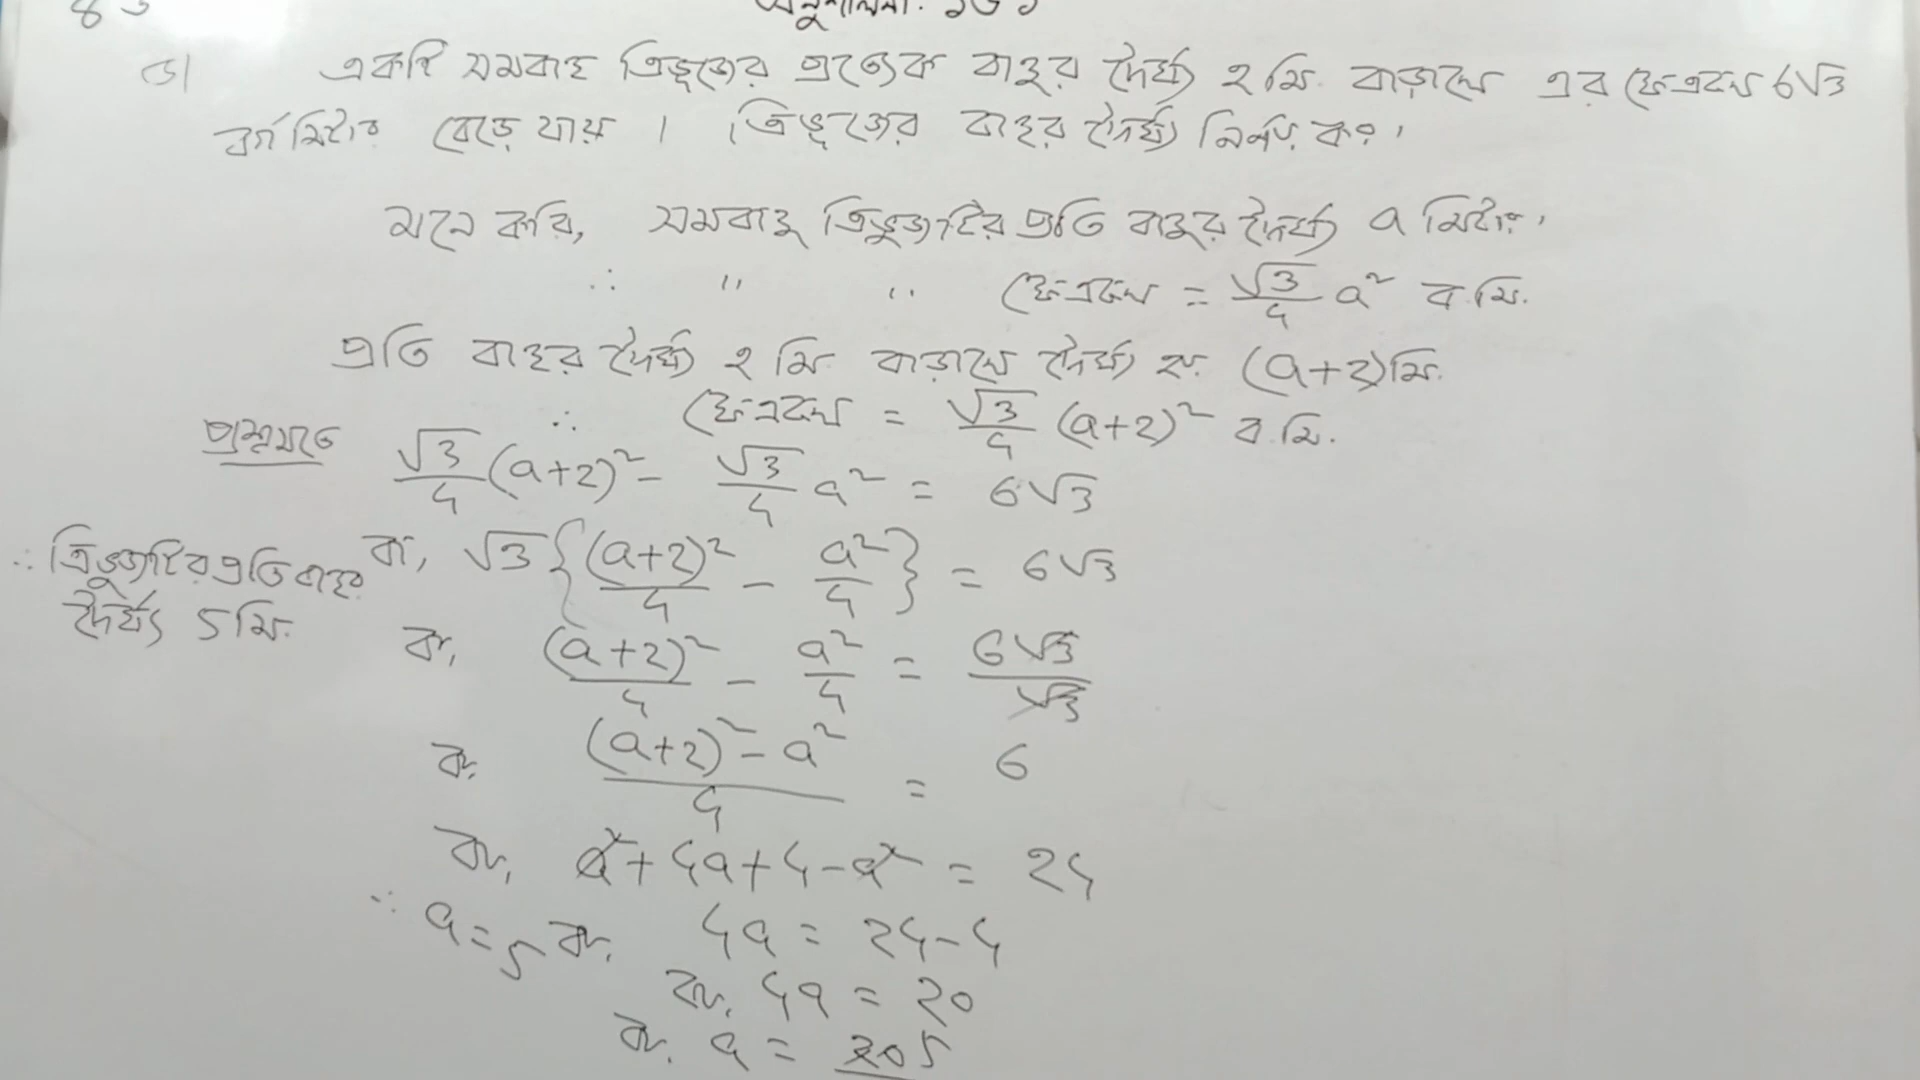 ৩। একটি সমবাহু ত্রিভুজের প্রত্যেক বাহুর দৈর্ঘ্য ২ মি. বাড়ালে এর ক্ষেত্রফল 6√3
বর্গমিটার বেড়ে যায়। ত্রিভুজের বাহুর দৈর্ঘ্য নির্ণয় কর।
মনে করি, সমবাহু ত্রিভুজটির প্রতি বাহুর দৈর্ঘ্য a মিটার।
∴ " " ক্ষেত্রফল = √3/4 a² ব.মি.
প্রতি বাহুর দৈর্ঘ্য ২ মি. বাড়ালে দৈর্ঘ্য হয় (a+2)মি.
∴ ক্ষেত্রফল = √3/4 (a+2)² ব.মি.
প্রশ্নমতে √3/4 (a+2)² - √3/4 a² = 6√3
বা, √3 {(a+2)²/4 - a²/4} = 6√3
বা, (a+2)²/4 - a²/4 = 6√3/√3
বা, ((a+2)² - a²)/4 = 6
বা, a² + 4a + 4 - a² = 24
বা, 4a = 24 - 4
বা, 4a = 20
বা, a = 20 5
∴ a = 5
∴ ত্রিভুজটির প্রতি বাহুর
দৈর্ঘ্য 5 মি.